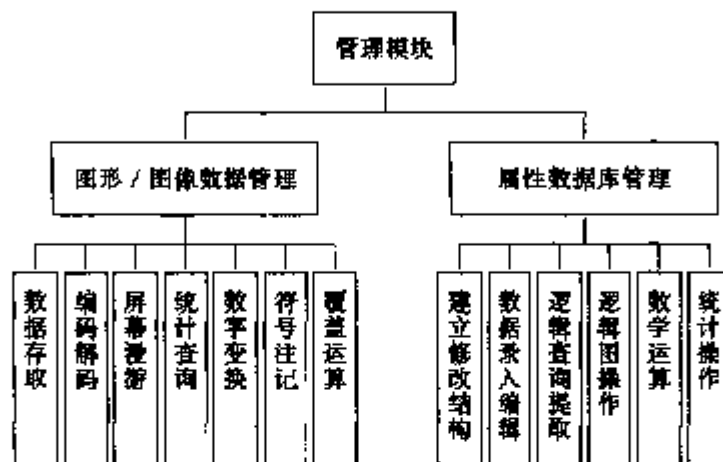 管理模块
图形 / 图像数据管理
属性数据库管理
数据存取
编码解码
屏幕漫游
统计查询
数字变换
符号注记
覆盖运算
建立修改结构
数据录入编辑
逻辑查询提取
逻辑图操作
数学运算
统计操作